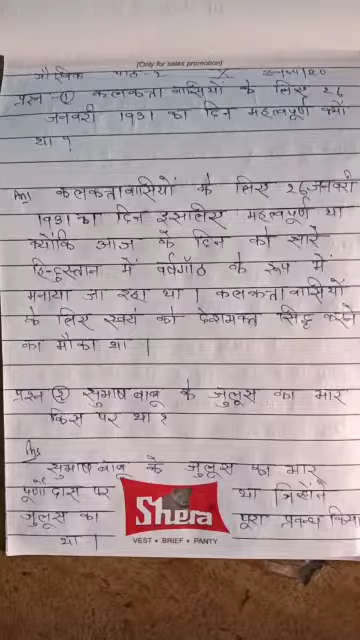 (Only for sales promotion)
मौखिक पाठ-2 X
प्रश्न-① कलकत्ता वासियों के लिए 26
जनवरी 1931 का दिन महत्वपूर्ण क्यों
था ?
Ans कलकत्तावासियों के लिए 26 जनवरी
1931 का दिन इसलिए महत्वपूर्ण था
क्योंकि आज के दिन को सारे
हिन्दुस्तान में वर्षगाँठ के रूप में
मनाया जा रहा था। कलकत्तावासियों
के लिए स्वयं को देशभक्त सिद्ध करने
का मौका था।
प्रश्न ② सुभाष बाबू के जुलूस का भार
किस पर था ?
Ans
सुभाष बाबू के जुलूस का भार
पूर्णोदास पर था जिन्होंने
जुलूस का पूरा प्रबन्ध किया
था।
Shera
VEST • BRIEF • PANTY